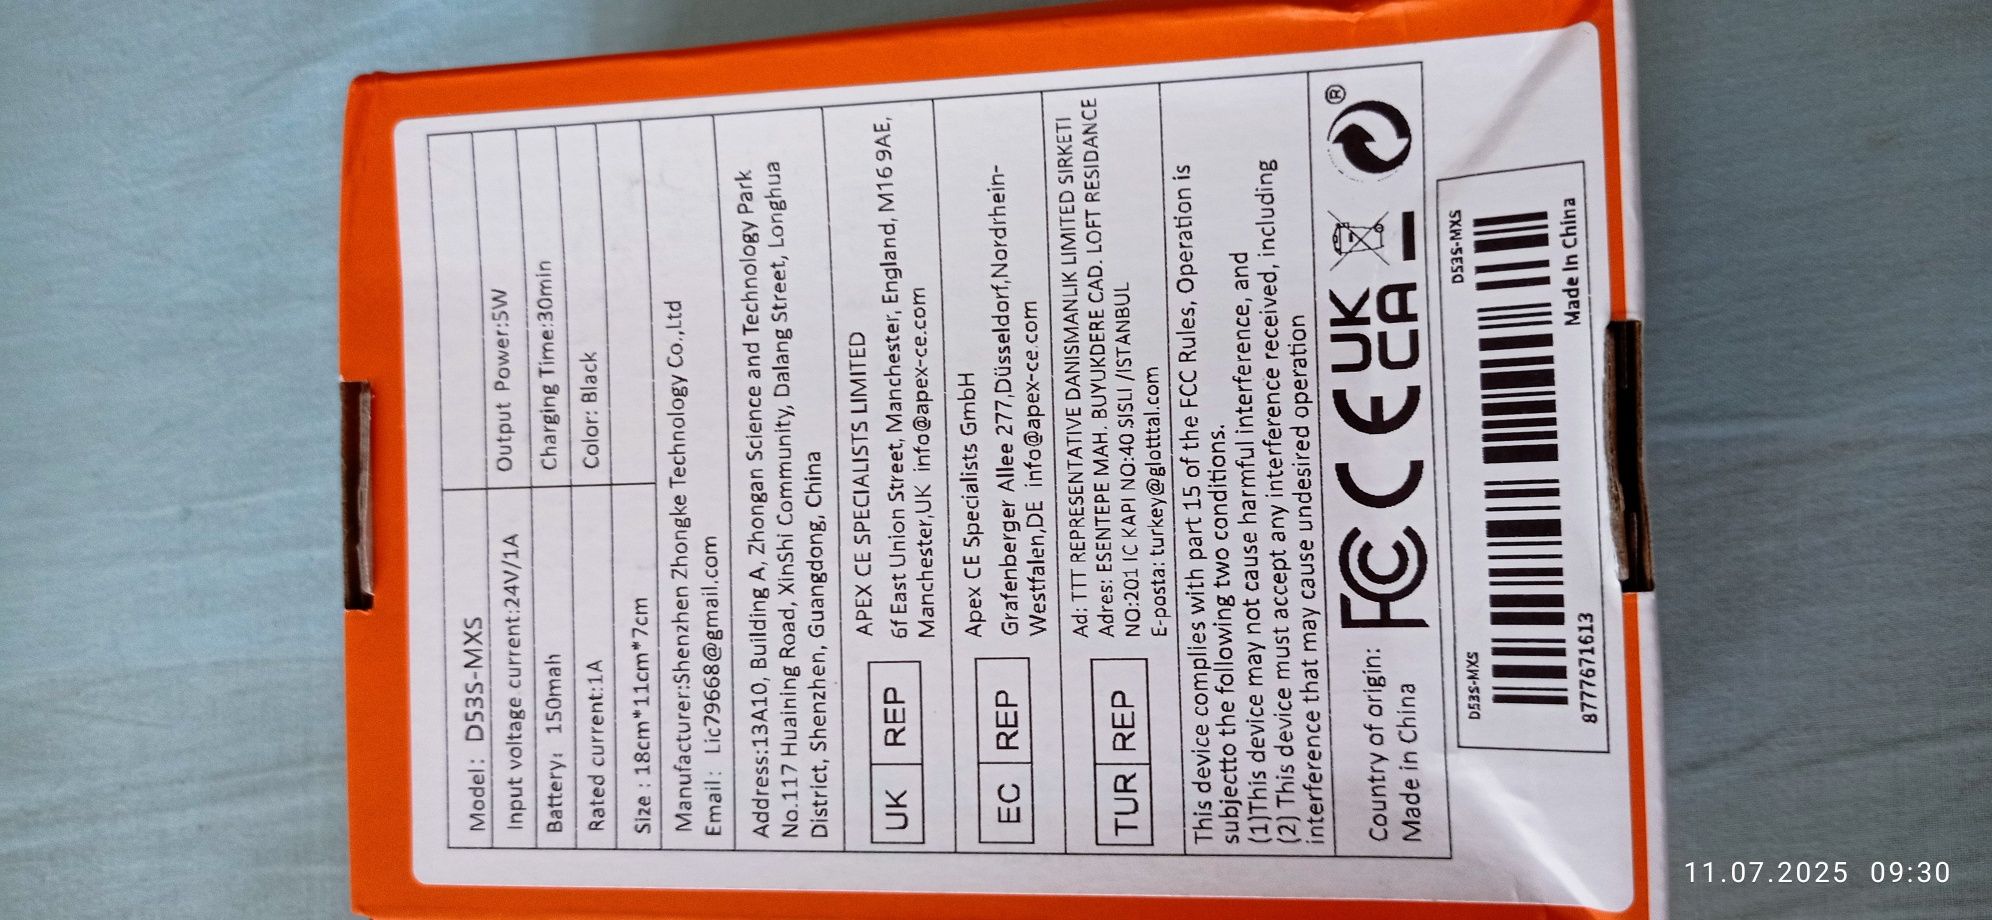 Model: D53S-MXS
Input voltage current:24V/1A Output Power:5W
Battery: 150mah Charging Time:30min
Rated current:1A Color: Black
Size : 18cm*11cm*7cm
Manufacturer:Shenzhen Zhongke Technology Co.,Ltd
Email: Lic79668@gmail.com
Address:13A10, Building A, Zhongan Science and Technology Park
No.117 Huaining Road, XinShi Community, Dalang Street, Longhua
District, Shenzhen, Guangdong, China
UK REP
APEX CE SPECIALISTS LIMITED
6f East Union Street, Manchester, England, M16 9AE,
Manchester,UK info@apex-ce.com
EC REP
Apex CE Specialists GmbH
Grafenberger Allee 277,Düsseldorf,Nordrhein-
Westfalen,DE info@apex-ce.com
TUR REP
Ad: TTT REPRESENTATIVE DANISMANLIK LIMITED SIRKETI
Adres: ESENTEPE MAH. BUYUKDERE CAD. LOFT RESIDANCE
NO:201 IC KAPI NO:40 SISLI /ISTANBUL
E-posta: turkey@glotttal.com
This device complies with part 15 of the FCC Rules, Operation is
subjectto the following two conditions.
(1)This device may not cause harmful interference, and
(2) This device must accept any interference received, including
interference that may cause undesired operation
Country of origin:
Made in China
FC CE UK
CA
®
D53S-MXS D53S-MXS
8777671613 Made In China
11.07.2025 09:30